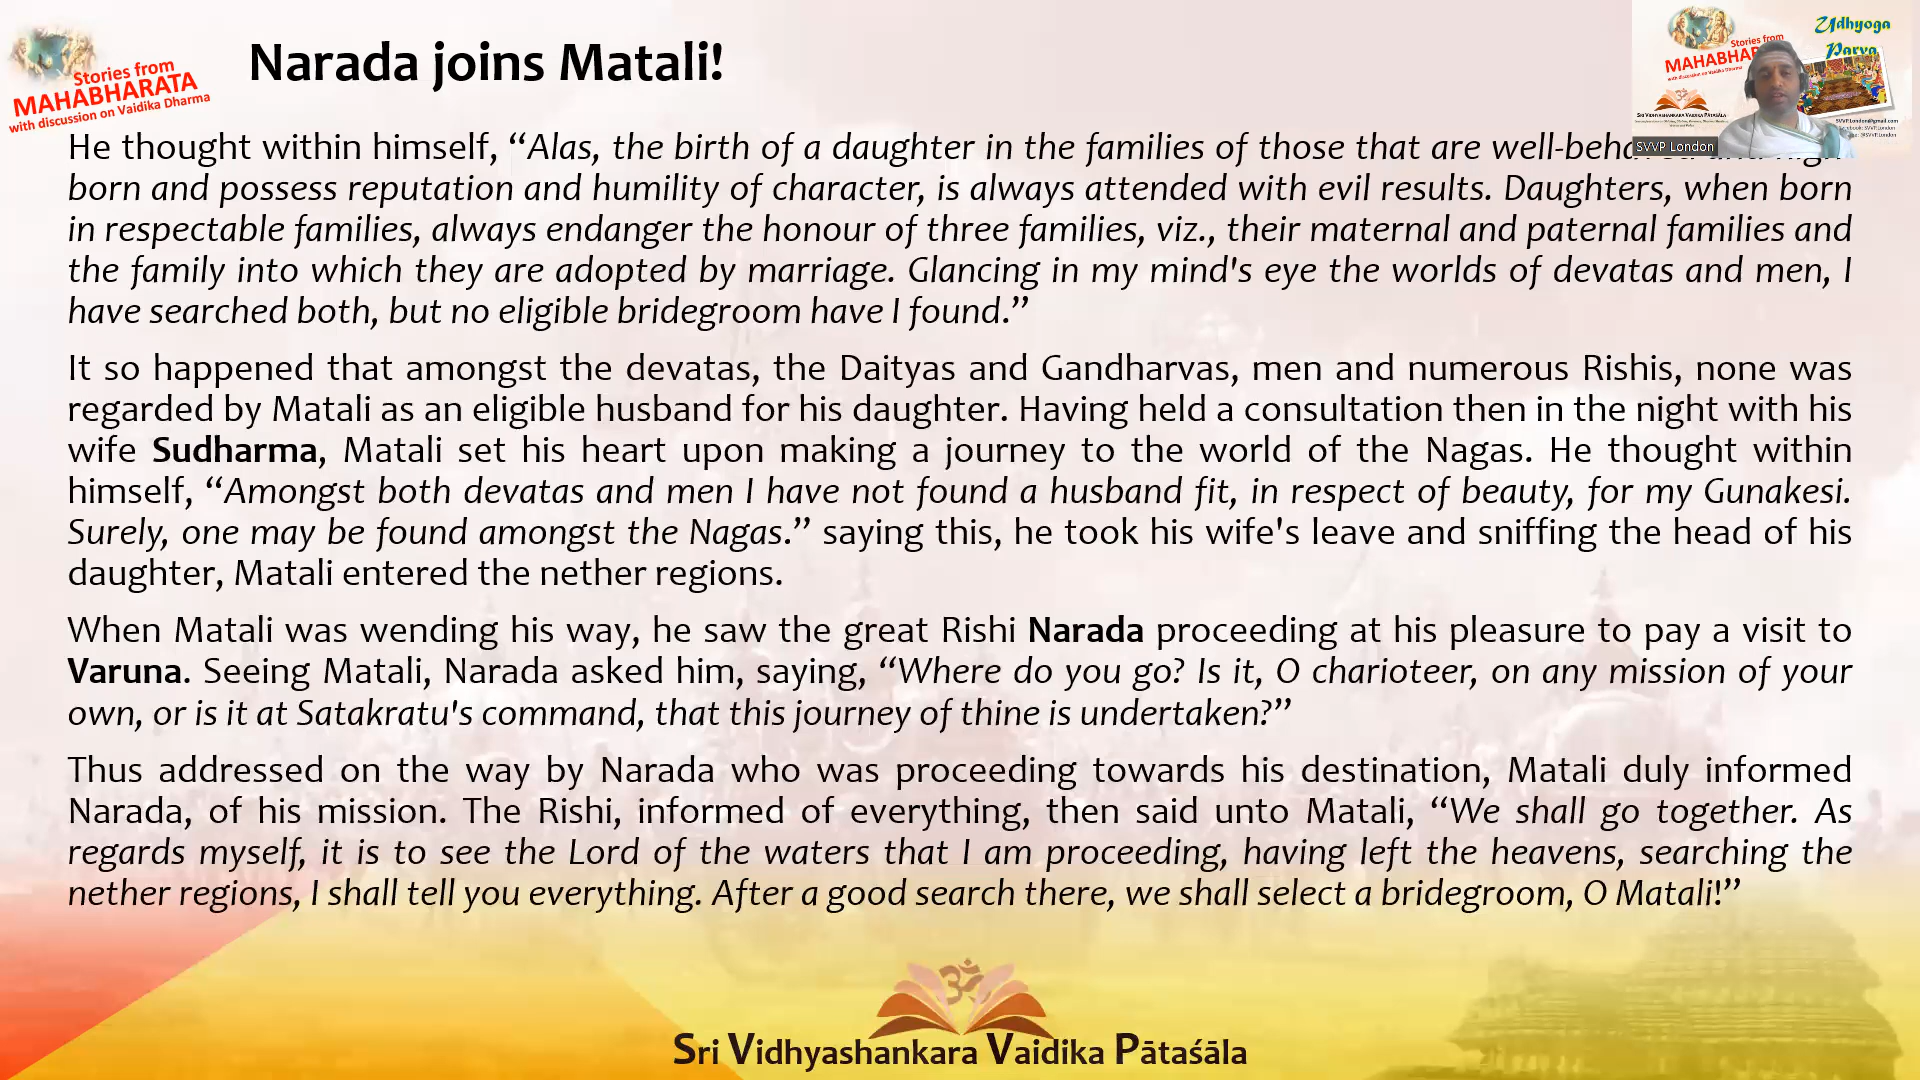 Stories from
MAHABHARATA
with discussion on Vaidika Dharma
Narada joins Matali!
Udhyoga
Parva
Stories from
SRI VIDHYASHANKARA VAIDIKA PĀTAŚĀLA
SVVP.London@gmail.com
SVVP London
He thought within himself, “Alas, the birth of a daughter in the families of those that are
born and possess reputation and humility of character, is always attended with evil results. Daughters, when born
in respectable families, always endanger the honour of three families, viz., their maternal and paternal families and
the family into which they are adopted by marriage. Glancing in my mind's eye the worlds of devatas and men, I
have searched both, but no eligible bridegroom have I found.”
It so happened that amongst the devatas, the Daityas and Gandharvas, men and numerous Rishis, none was
regarded by Matali as an eligible husband for his daughter. Having held a consultation then in the night with his
wife Sudharma, Matali set his heart upon making a journey to the world of the Nagas. He thought within
himself, “Amongst both devatas and men I have not found a husband fit, in respect of beauty, for my Gunakesi.
Surely, one may be found amongst the Nagas.” saying this, he took his wife's leave and sniffing the head of his
daughter, Matali entered the nether regions.
When Matali was wending his way, he saw the great Rishi Narada proceeding at his pleasure to pay a visit to
Varuna. Seeing Matali, Narada asked him, saying, “Where do you go? Is it, O charioteer, on any mission of your
own, or is it at Satakratu's command, that this journey of thine is undertaken?”
Thus addressed on the way by Narada who was proceeding towards his destination, Matali duly informed
Narada, of his mission. The Rishi, informed of everything, then said unto Matali, “We shall go together. As
regards myself, it is to see the Lord of the waters that I am proceeding, having left the heavens, searching the
nether regions, I shall tell you everything. After a good search there, we shall select a bridegroom, O Matali!”
Sri Vidhyashankara Vaidika Pātaśāla